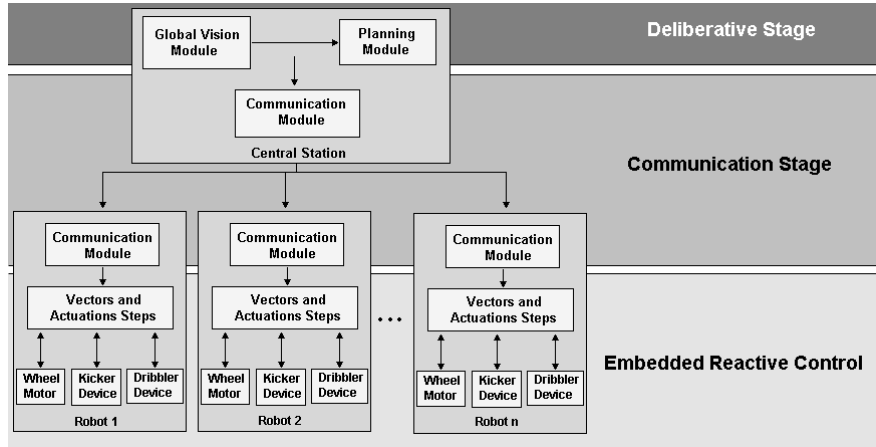 Global Vision
Module
Planning
Module
Deliberative Stage
Communication
Module
Central Station
Communication Stage
Communication
Module
Communication
Module
Communication
Module
Vectors and
Actuations Steps
Vectors and
Actuations Steps
...
Vectors and
Actuations Steps
Embedded Reactive Control
Wheel
Motor
Kicker
Device
Dribbler
Device
Wheel
Motor
Kicker
Device
Dribbler
Device
Wheel
Motor
Kicker
Device
Dribbler
Device
Robot 1
Robot 2
Robot n